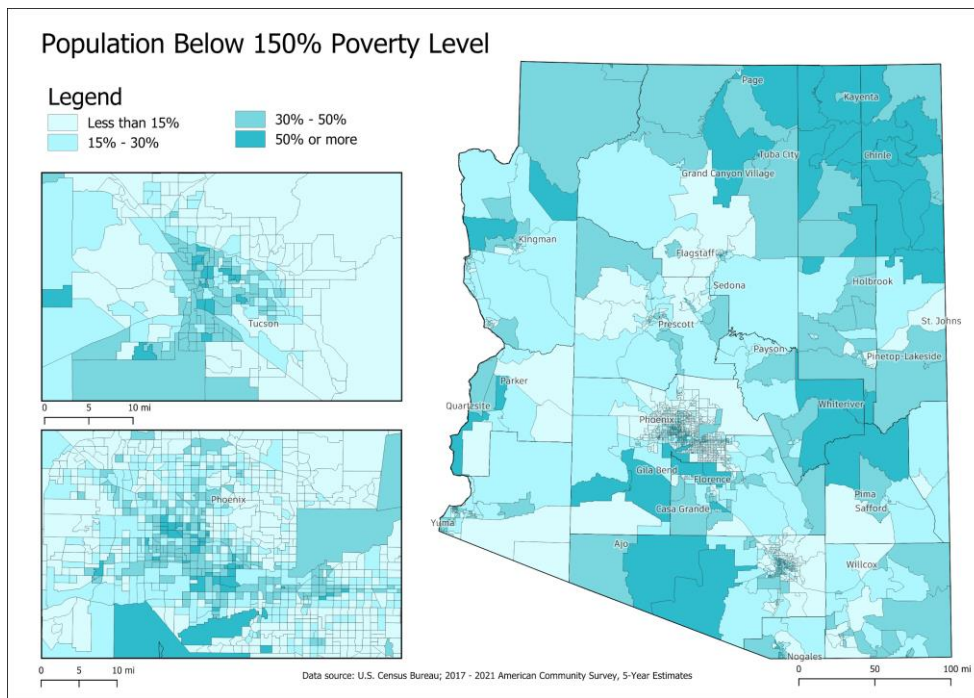 Population Below 150% Poverty Level
Legend
Less than 15%
15% - 30%
30% - 50%
50% or more
Tucson
0 5 10 mi
Phoenix
0 5 10 mi
Page
Kayenta
Tuba City
Chinle
Grand Canyon Village
Kingman
Flagstaff
Sedona
Holbrook
St. Johns
Prescott
Payson
Pinetop-Lakeside
Parker
Quartzsite
Whiteriver
Phoenix
Gila Bend
Florence
Casa Grande
Pima
Safford
Yuma
Ajo
Willcox
Nogales
0 50 100 mi
Data source: U.S. Census Bureau; 2017 - 2021 American Community Survey, 5-Year Estimates